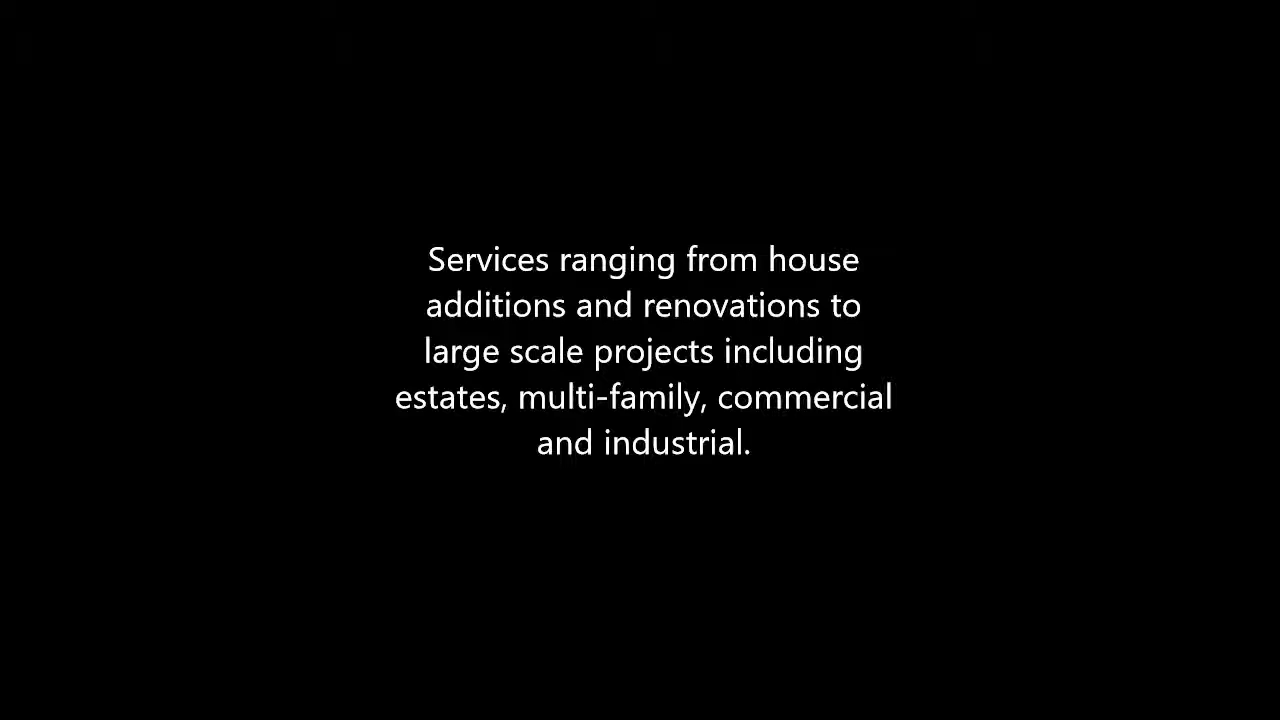 Services ranging from house
additions and renovations to
large scale projects including
estates, multi-family, commercial
and industrial.